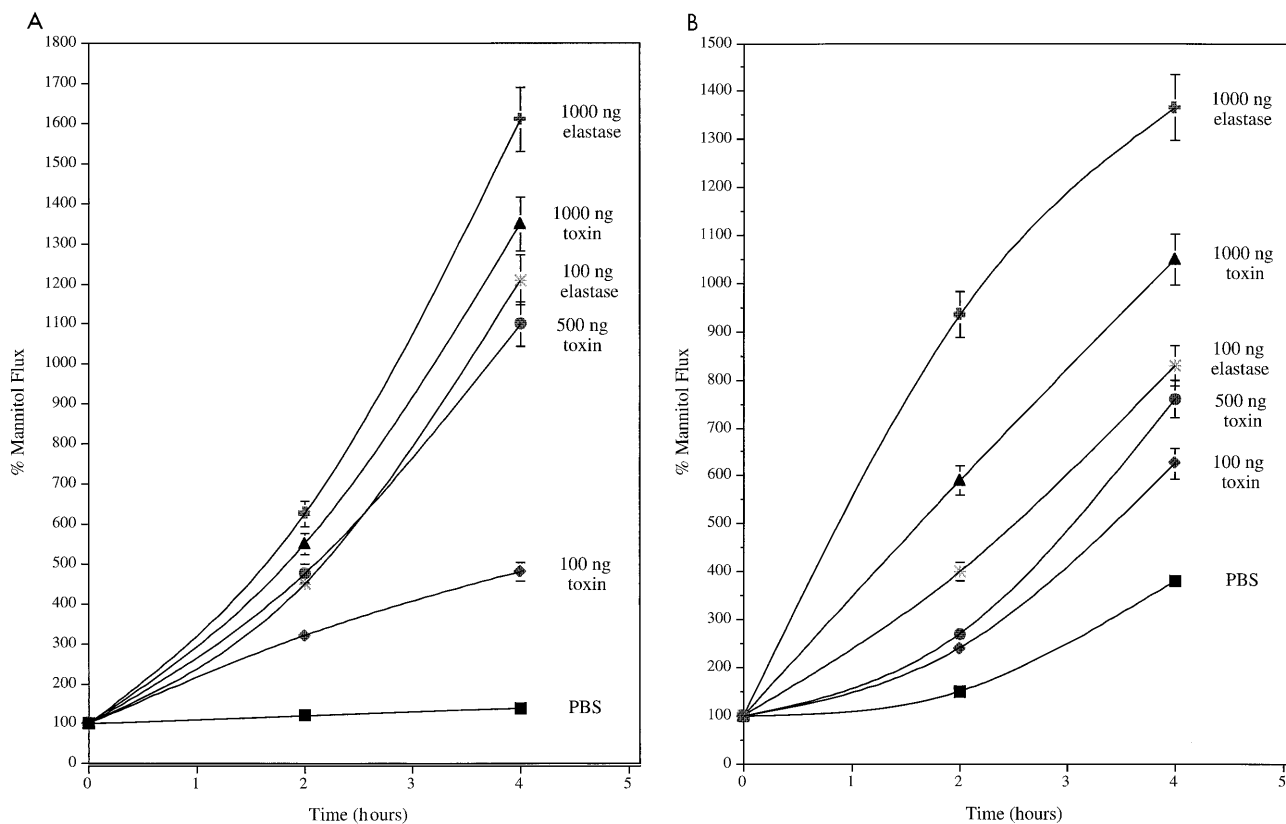 A
1800
1700
1600
1500
1400
1300
1200
1100
1000
900
800
700
600
500
400
300
200
100
0
% Mannitol Flux
0
1
2
3
4
5
Time (hours)
1000 ng
elastase
1000 ng
toxin
100 ng
elastase
500 ng
toxin
100 ng
toxin
PBS
B
1500
1400
1300
1200
1100
1000
900
800
700
600
500
400
300
200
100
0
% Mannitol Flux
0
1
2
3
4
5
Time (hours)
1000 ng
elastase
1000 ng
toxin
100 ng
elastase
500 ng
toxin
100 ng
toxin
PBS